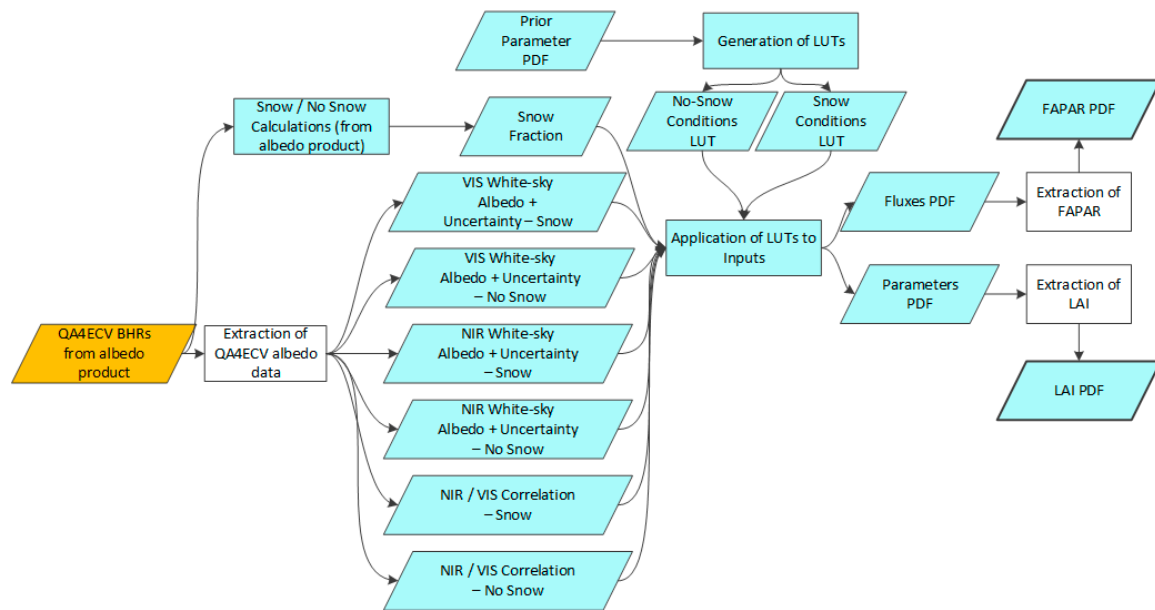 Prior
Parameter
PDF
Generation of LUTs
No-Snow
Conditions
LUT
Snow
Conditions
LUT
Snow / No Snow
Calculations (from
albedo product)
Snow
Fraction
VIS White-sky
Albedo +
Uncertainty – Snow
VIS White-sky
Albedo + Uncertainty
– No Snow
QA4ECV BHRs
from albedo
product
Extraction of
QA4ECV albedo
data
NIR White-sky
Albedo + Uncertainty
– Snow
NIR White-sky
Albedo + Uncertainty
– No Snow
NIR / VIS Correlation
– Snow
NIR / VIS Correlation
– No Snow
Application of LUTs to
Inputs
Fluxes PDF
Extraction of
FAPAR
FAPAR PDF
Parameters
PDF
Extraction of
LAI
LAI PDF